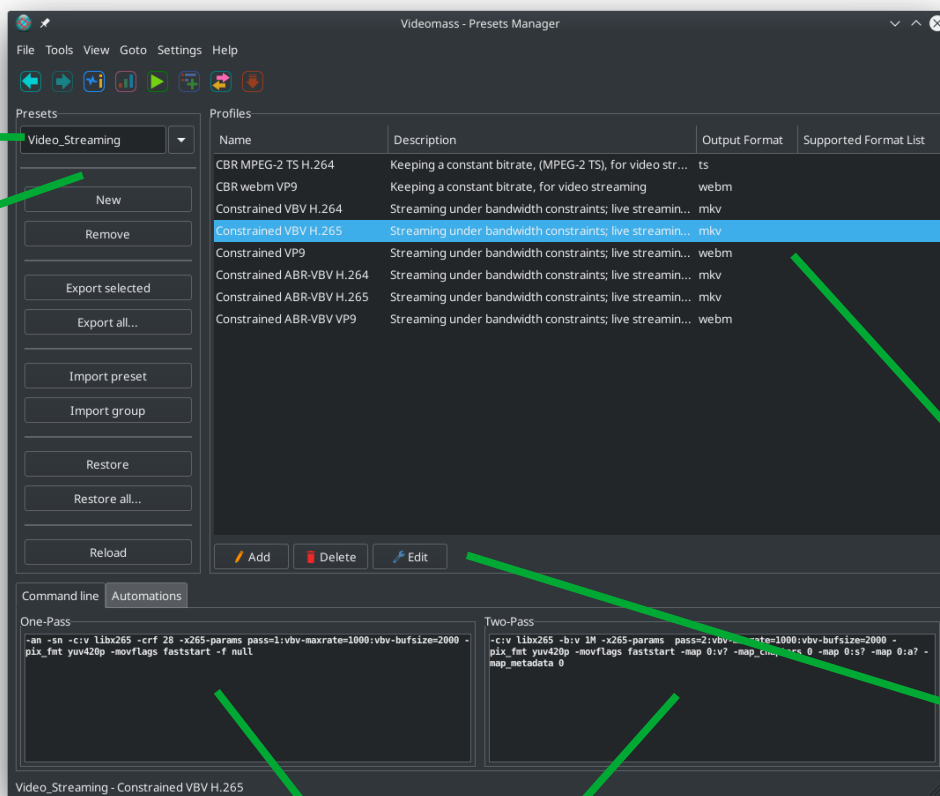 Videomass - Presets Manager
File Tools View Goto Settings Help
Presets
Video_Streaming
New
Remove
Export selected
Export all...
Import preset
Import group
Restore
Restore all...
Reload
Profiles
Name Description Output Format Supported Format List
CBR MPEG-2 TS H.264 Keeping a constant bitrate, (MPEG-2 TS), for video str... ts
CBR webm VP9 Keeping a constant bitrate, for video streaming webm
Constrained VBV H.264 Streaming under bandwidth constraints; live streamin... mkv
Constrained VBV H.265 Streaming under bandwidth constraints; live streamin... mkv
Constrained VP9 Streaming under bandwidth constraints; live streamin... webm
Constrained ABR-VBV H.264 Streaming under bandwidth constraints; live streamin... mkv
Constrained ABR-VBV H.265 Streaming under bandwidth constraints; live streamin... mkv
Constrained ABR-VBV VP9 Streaming under bandwidth constraints; live streamin... webm
Add Delete Edit
Command line Automations
One-Pass
-an -sn -c:v libx265 -crf 28 -x265-params pass=1:vbv-maxrate=1000:vbv-bufsize=2000 -
pix_fmt yuv420p -movflags faststart -f null
Two-Pass
-c:v libx265 -b:v 1M -x265-params pass=2:vbv-maxrate=1000:vbv-bufsize=2000 -
pix_fmt yuv420p -movflags faststart -map 0:v? -map_chapters 0 -map 0:s? -map 0:a? -
map_metadata 0
Video_Streaming - Constrained VBV H.265